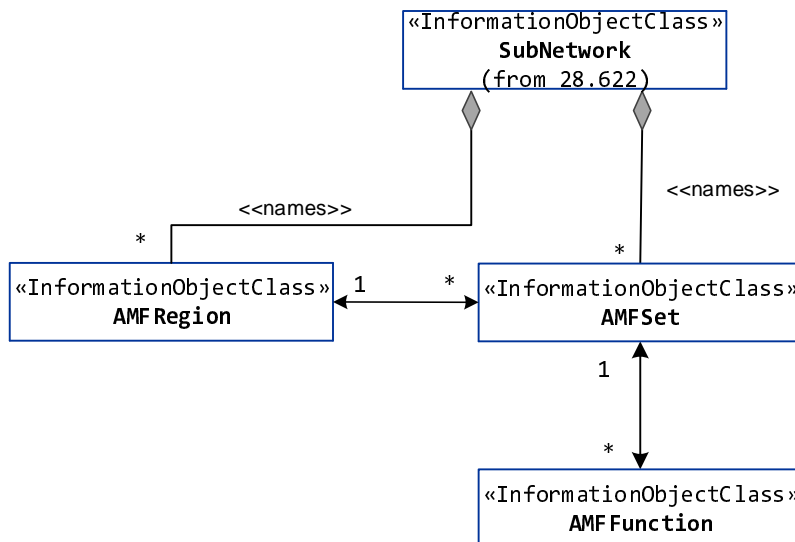 «InformationObjectClass»
SubNetwork
(from 28.622)
<<names>>
<<names>>
*
*
«InformationObjectClass»
AMFRegion
1
*
«InformationObjectClass»
AMFSet
1
*
«InformationObjectClass»
AMFFunction